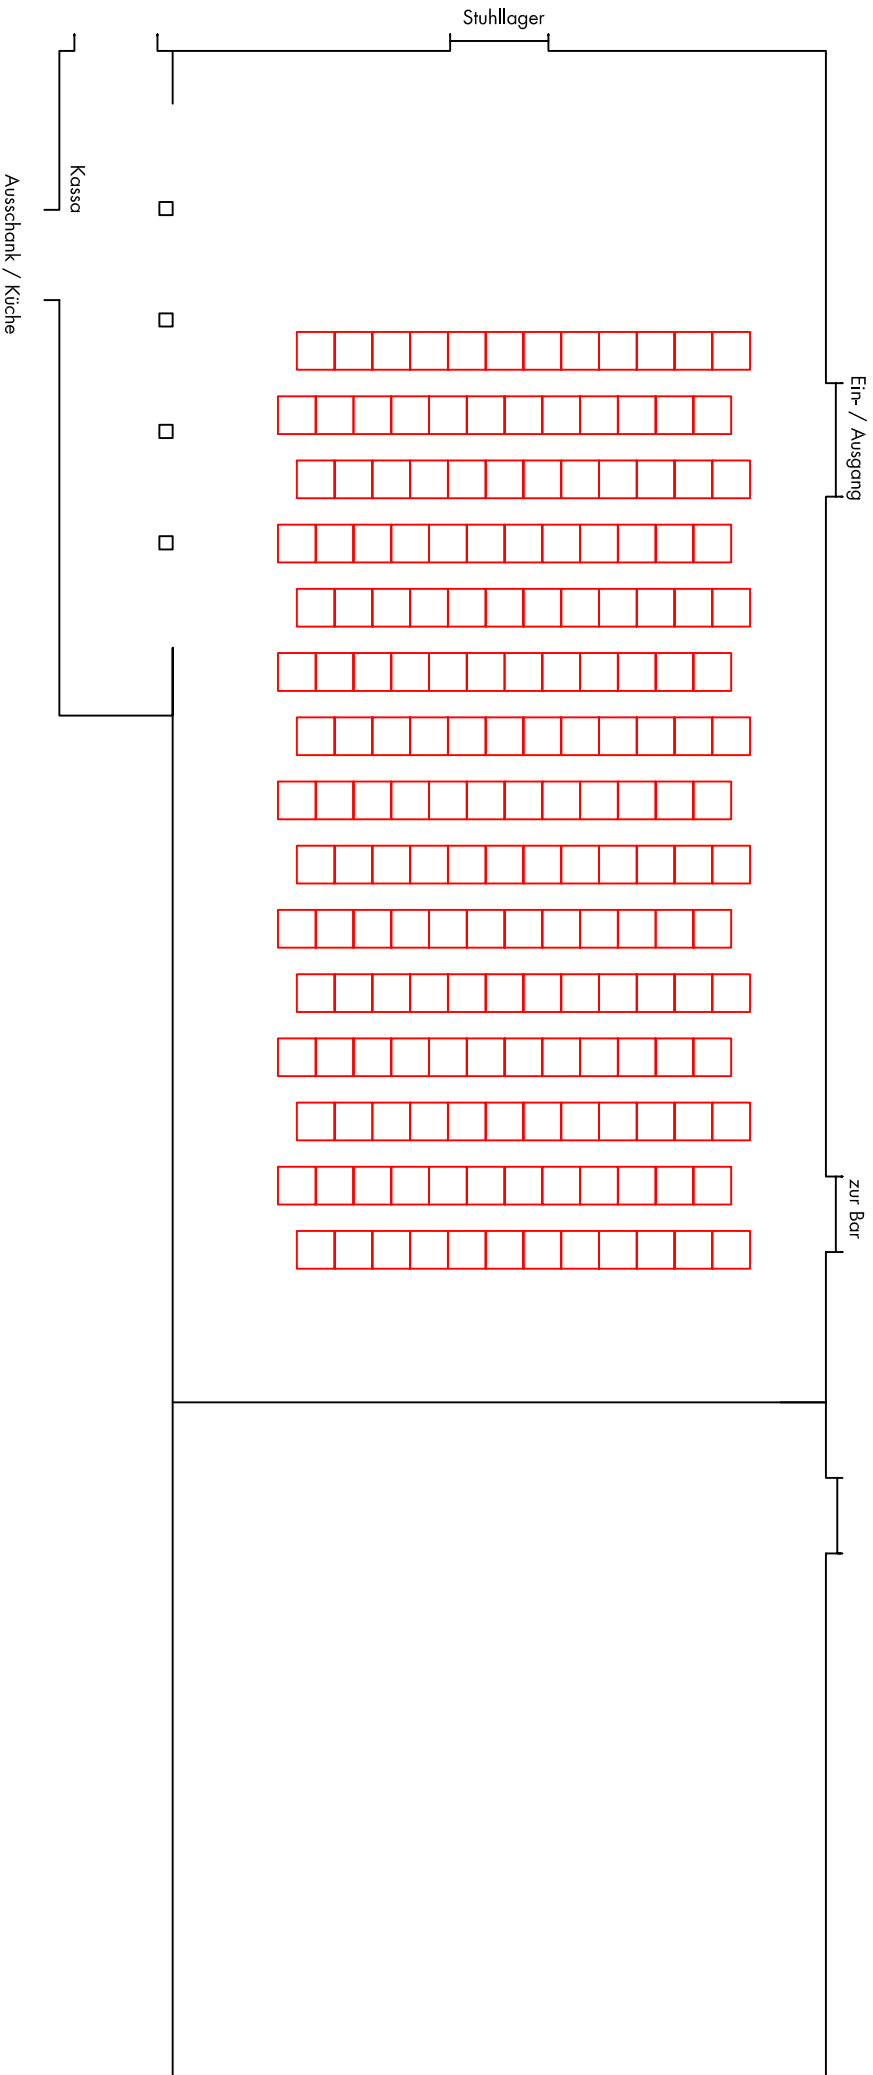 Stuhllager
Kassa
Ausschank / Küche
Ein- / Ausgang
zur Bar